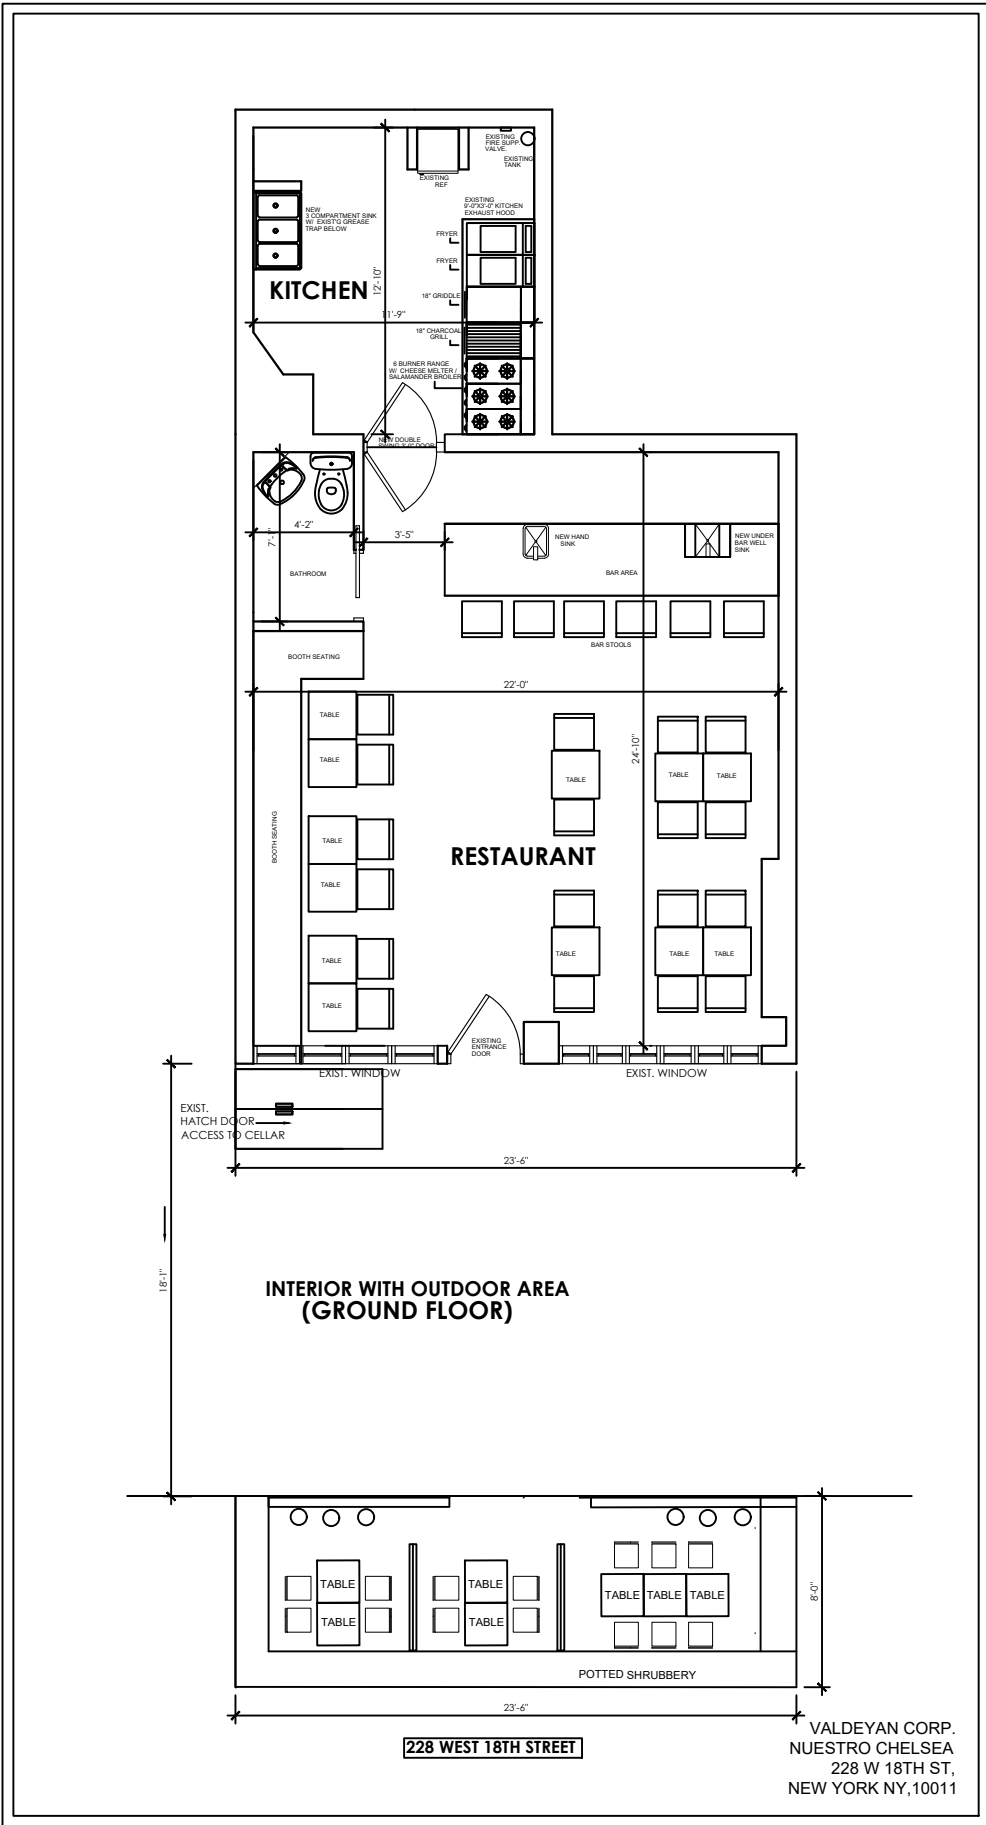 EXISTING
FIRE SUPP.
VALVE.
EXISTING
TANK
EXISTING
REF
NEW
3 COMPARTMENT SINK
W/ EXIST'G GREASE
TRAP BELOW
EXISTING
9'-0"X3'-0" KITCHEN
EXHAUST HOOD
FRYER
FRYER
KITCHEN
12'-10"
18" GRIDDLE
11'-9"
18" CHARCOAL
GRILL
6 BURNER RANGE
W/ CHEESE MELTER /
SALAMANDER BROILER
NEW DOUBLE
SWING 3'-0" DOOR
4'-2"
7'-1"
3'-5"
NEW HAND
SINK
NEW UNDER
BAR WELL
SINK
BATHROOM
BAR AREA
BAR STOOLS
BOOTH SEATING
22'-0"
TABLE
TABLE
24'-10"
TABLE
TABLE
TABLE
BOOTH SEATING
TABLE
TABLE
RESTAURANT
TABLE
TABLE
TABLE
TABLE
TABLE
EXISTING
ENTRANCE
DOOR
EXIST. WINDOW
EXIST. WINDOW
EXIST.
HATCH DOOR
ACCESS TO CELLAR
23'-6"
18'-1"
INTERIOR WITH OUTDOOR AREA
(GROUND FLOOR)
TABLE
TABLE
TABLE
TABLE
TABLE TABLE TABLE
8'-0"
POTTED SHRUBBERY
23'-6"
228 WEST 18TH STREET
VALDEYAN CORP.
NUESTRO CHELSEA
228 W 18TH ST,
NEW YORK NY,10011